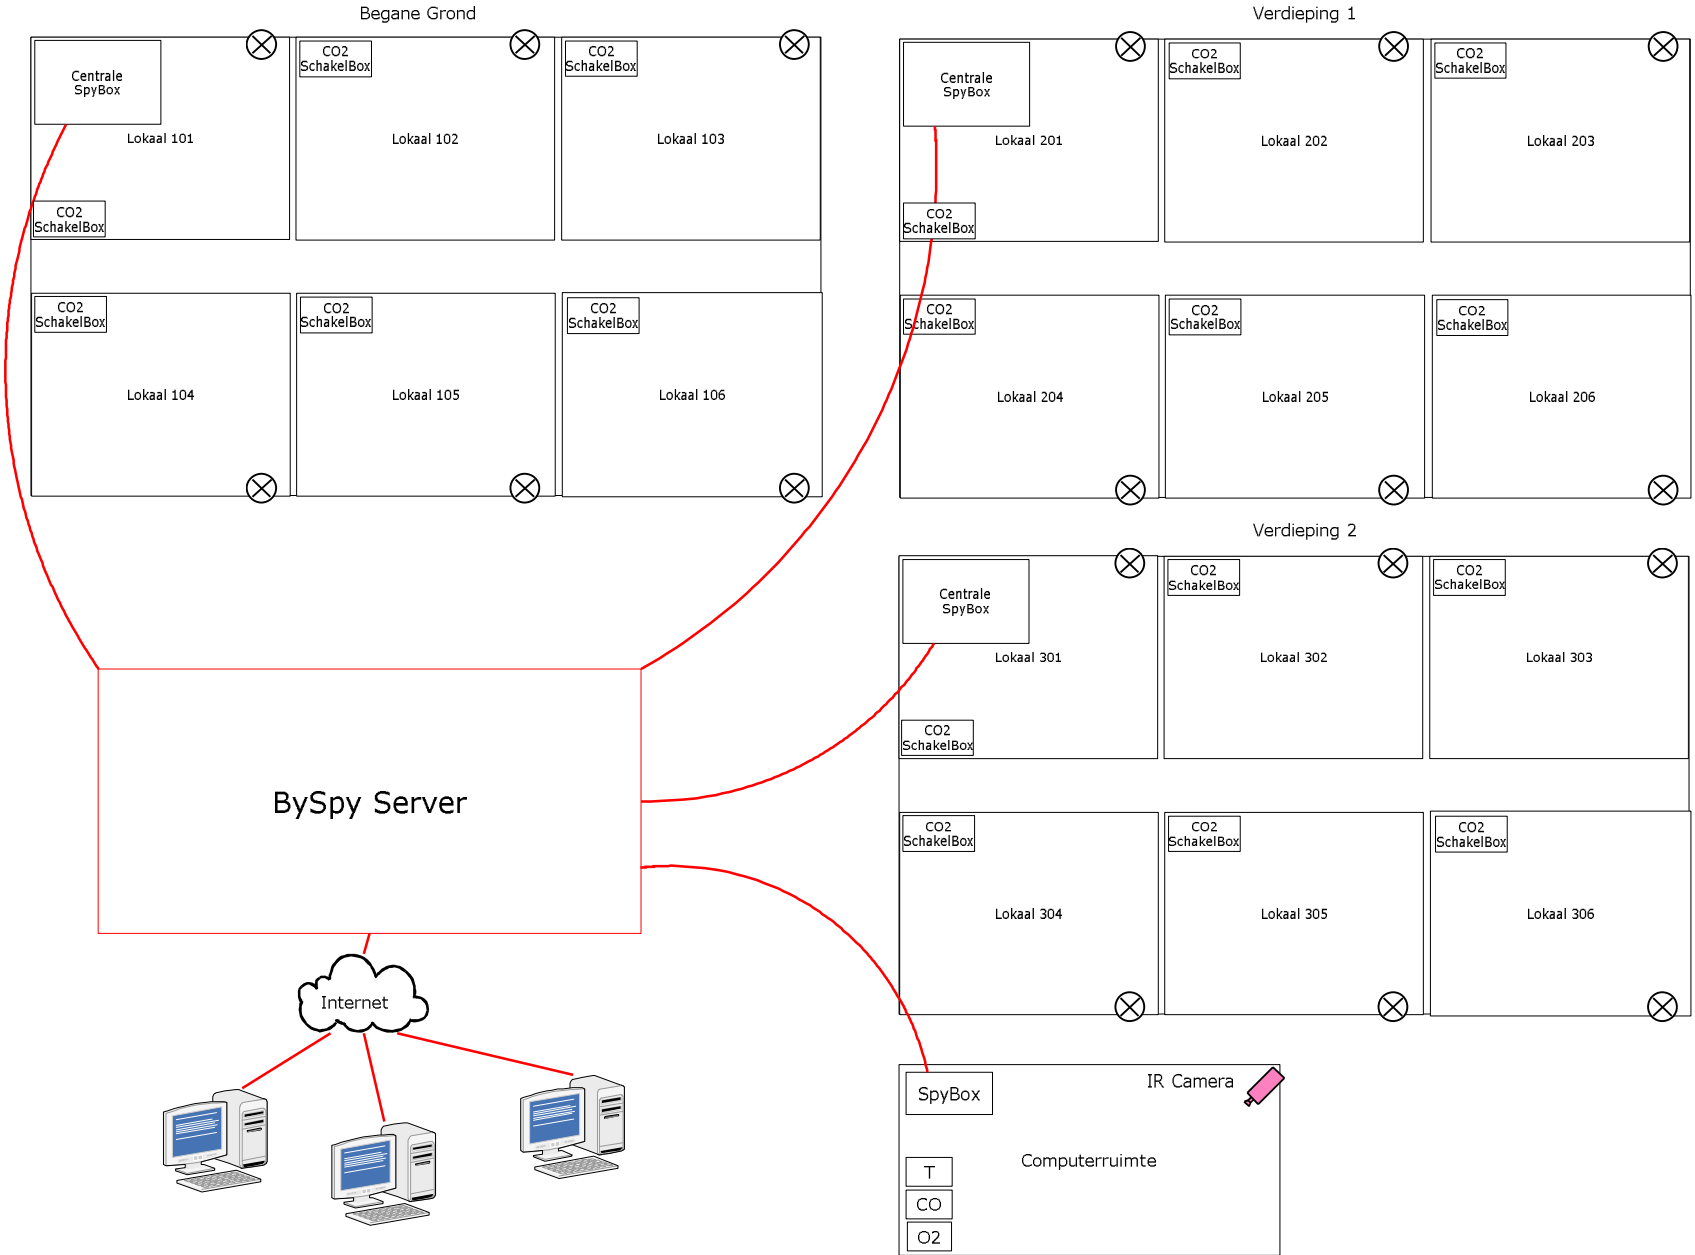 Begane Grond
Centrale
SpyBox
Lokaal 101
CO2
SchakelBox
CO2
SchakelBox
Lokaal 102
CO2
SchakelBox
Lokaal 103
CO2
SchakelBox
Lokaal 104
CO2
SchakelBox
Lokaal 105
CO2
SchakelBox
Lokaal 106
Verdieping 1
Centrale
SpyBox
Lokaal 201
CO2
SchakelBox
CO2
SchakelBox
Lokaal 202
CO2
SchakelBox
Lokaal 203
CO2
SchakelBox
Lokaal 204
CO2
SchakelBox
Lokaal 205
CO2
SchakelBox
Lokaal 206
Verdieping 2
Centrale
SpyBox
Lokaal 301
CO2
SchakelBox
CO2
SchakelBox
Lokaal 302
CO2
SchakelBox
Lokaal 303
CO2
SchakelBox
Lokaal 304
CO2
SchakelBox
Lokaal 305
CO2
SchakelBox
Lokaal 306
BySpy Server
Internet
SpyBox
IR Camera
Computerruimte
T
CO
O2